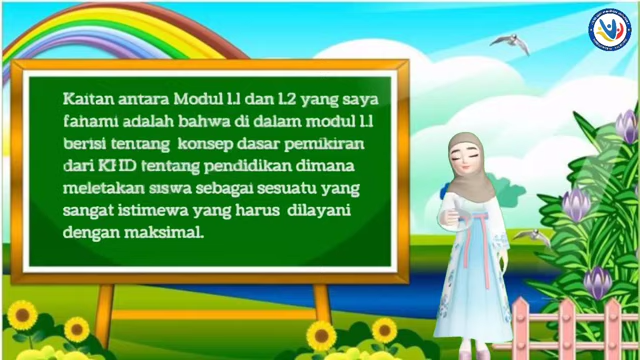 Kaitan antara Modul 1.1 dan 1.2 yang saya
fahami adalah bahwa di dalam modul 1.1
berisi tentang konsep dasar pemikiran
dari KHD tentang pendidikan dimana
meletakan siswa sebagai sesuatu yang
sangat istimewa yang harus dilayani
dengan maksimal.